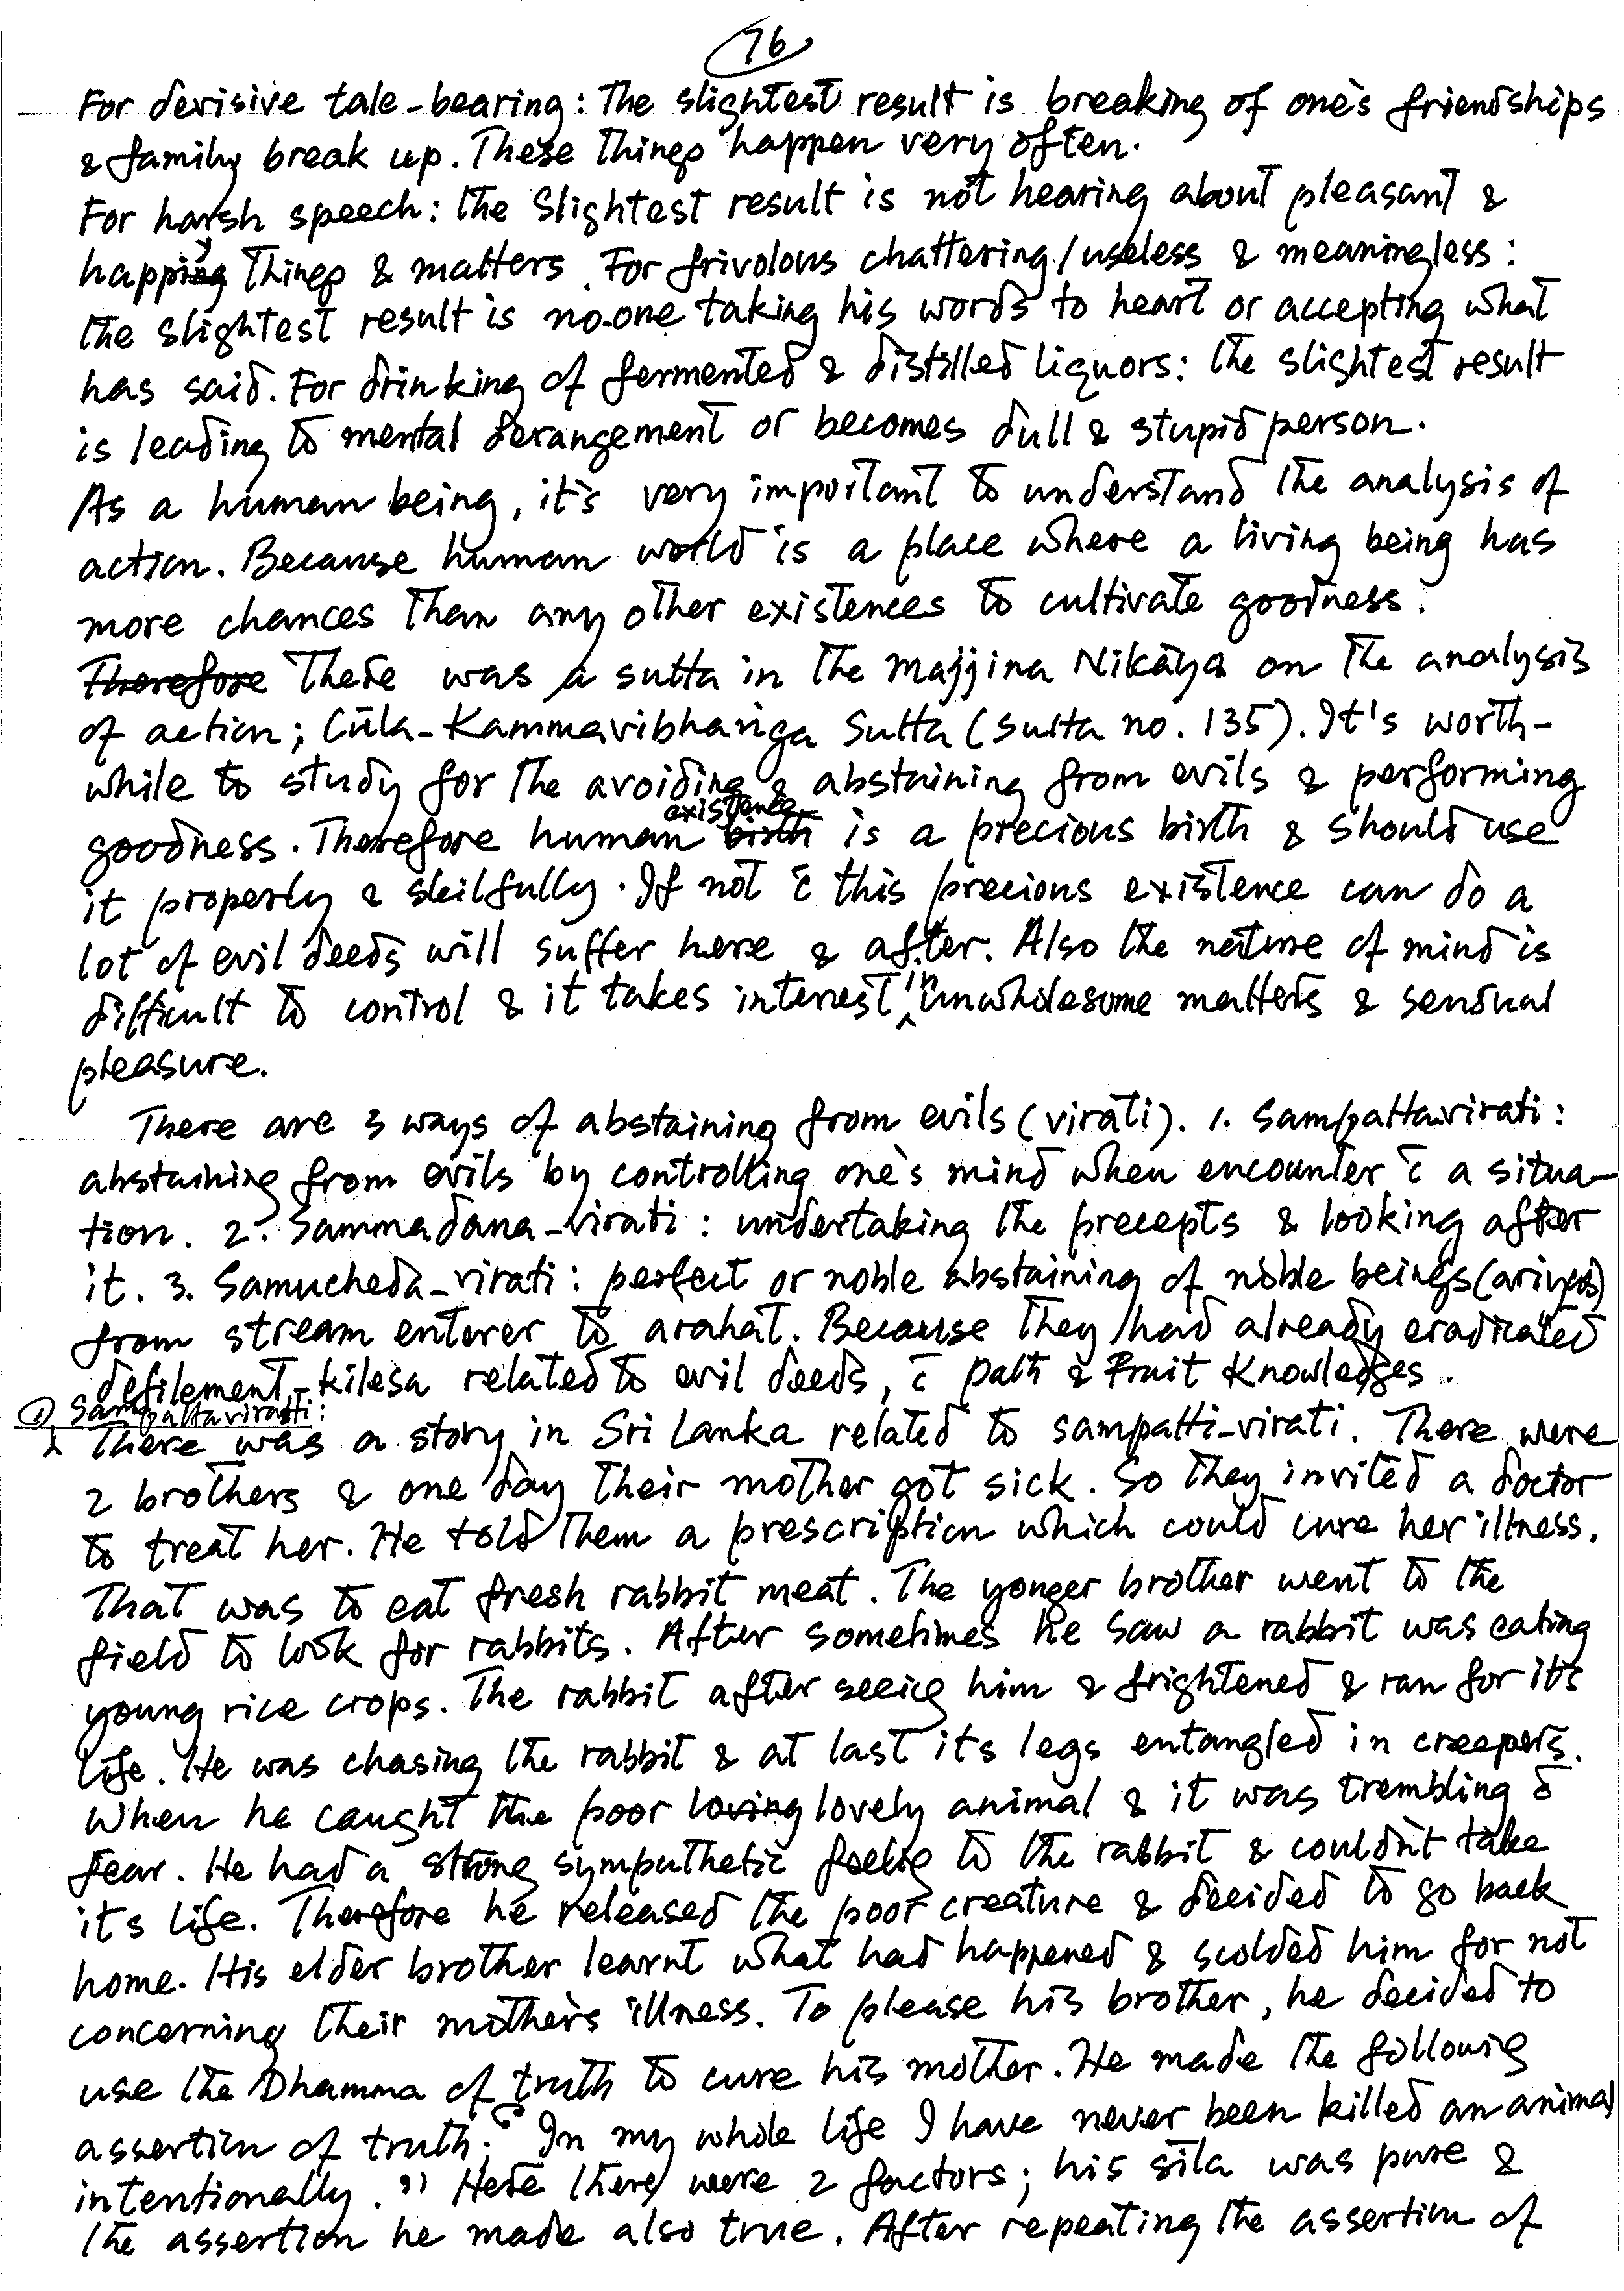 76
For derisive tale-bearing: The slightest result is breaking of one's friendships
& family break up. These things happen very often.
For harsh speech: the slightest result is not hearing about pleasant &
happy things & matters. For frivolous chattering/useless & meaningless:
the slightest result is no-one taking his words to heart or accepting what
has said. For drinking of fermented & distilled liquors: the slightest result
is leading to mental derangement or becomes dull & stupid person.
As a human being, it's very important to understand the analysis of
action. Because human world is a place where a living being has
more chances than any other existences to cultivate goodness.
Therefore There was a sutta in the Majjina Nikāya on the analysis
of action; Cūla-Kammavibhaṅga Sutta (sutta no. 135). It's worth-
while to study for the avoiding & abstaining from evils & performing
goodness. Therefore human birth existence is a precious birth & should use
it properly & skilfully. If not c̄ this precious existence can do a
lot of evil deeds will suffer here & after. Also the nature of mind is
difficult to control & it takes interest in unwholesome matters & sensual
pleasure.
There are 3 ways of abstaining from evils (virati). 1. Sampatta-virati:
abstaining from evils by controlling one's mind when encounter c̄ a situa-
tion. 2. Sammadana-virati: undertaking the precepts & looking after
it. 3. Samucheda-virati: perfect or noble abstaining of noble beings (ariyas)
from stream enterer to arahat. Because they had already eradicated
defilement-kilesa related to evil deeds, c̄ Path & Fruit Knowledges.
① Sampattavirati:
There was a story in Sri Lanka related to sampatti-virati. There were
2 brothers & one day their mother got sick. So they invited a doctor
to treat her. He told them a prescription which could cure her illness.
That was to eat fresh rabbit meat. The yonger brother went to the
field to look for rabbits. After sometimes he saw a rabbit was eating
young rice crops. The rabbit after seeing him & frightened & ran for it's
life. He was chasing the rabbit & at last its legs entangled in creepers.
When he caught the poor loving lovely animal & it was trembling c̄
fear. He had a strong sympathetic feeling to the rabbit & couldn't take
it's life. Therefore he released the poor creature & decided to go back
home. His elder brother learnt what had happened & scolded him for not
concerning their mother's illness. To please his brother, he decided to
use the Dhamma of truth to cure his mother. He made the following
assertion of truth: "In my whole life I have never been killed an animal
intentionally." Here there were 2 factors; his sīla was pure &
the assertion he made also true. After repeating the assertion of